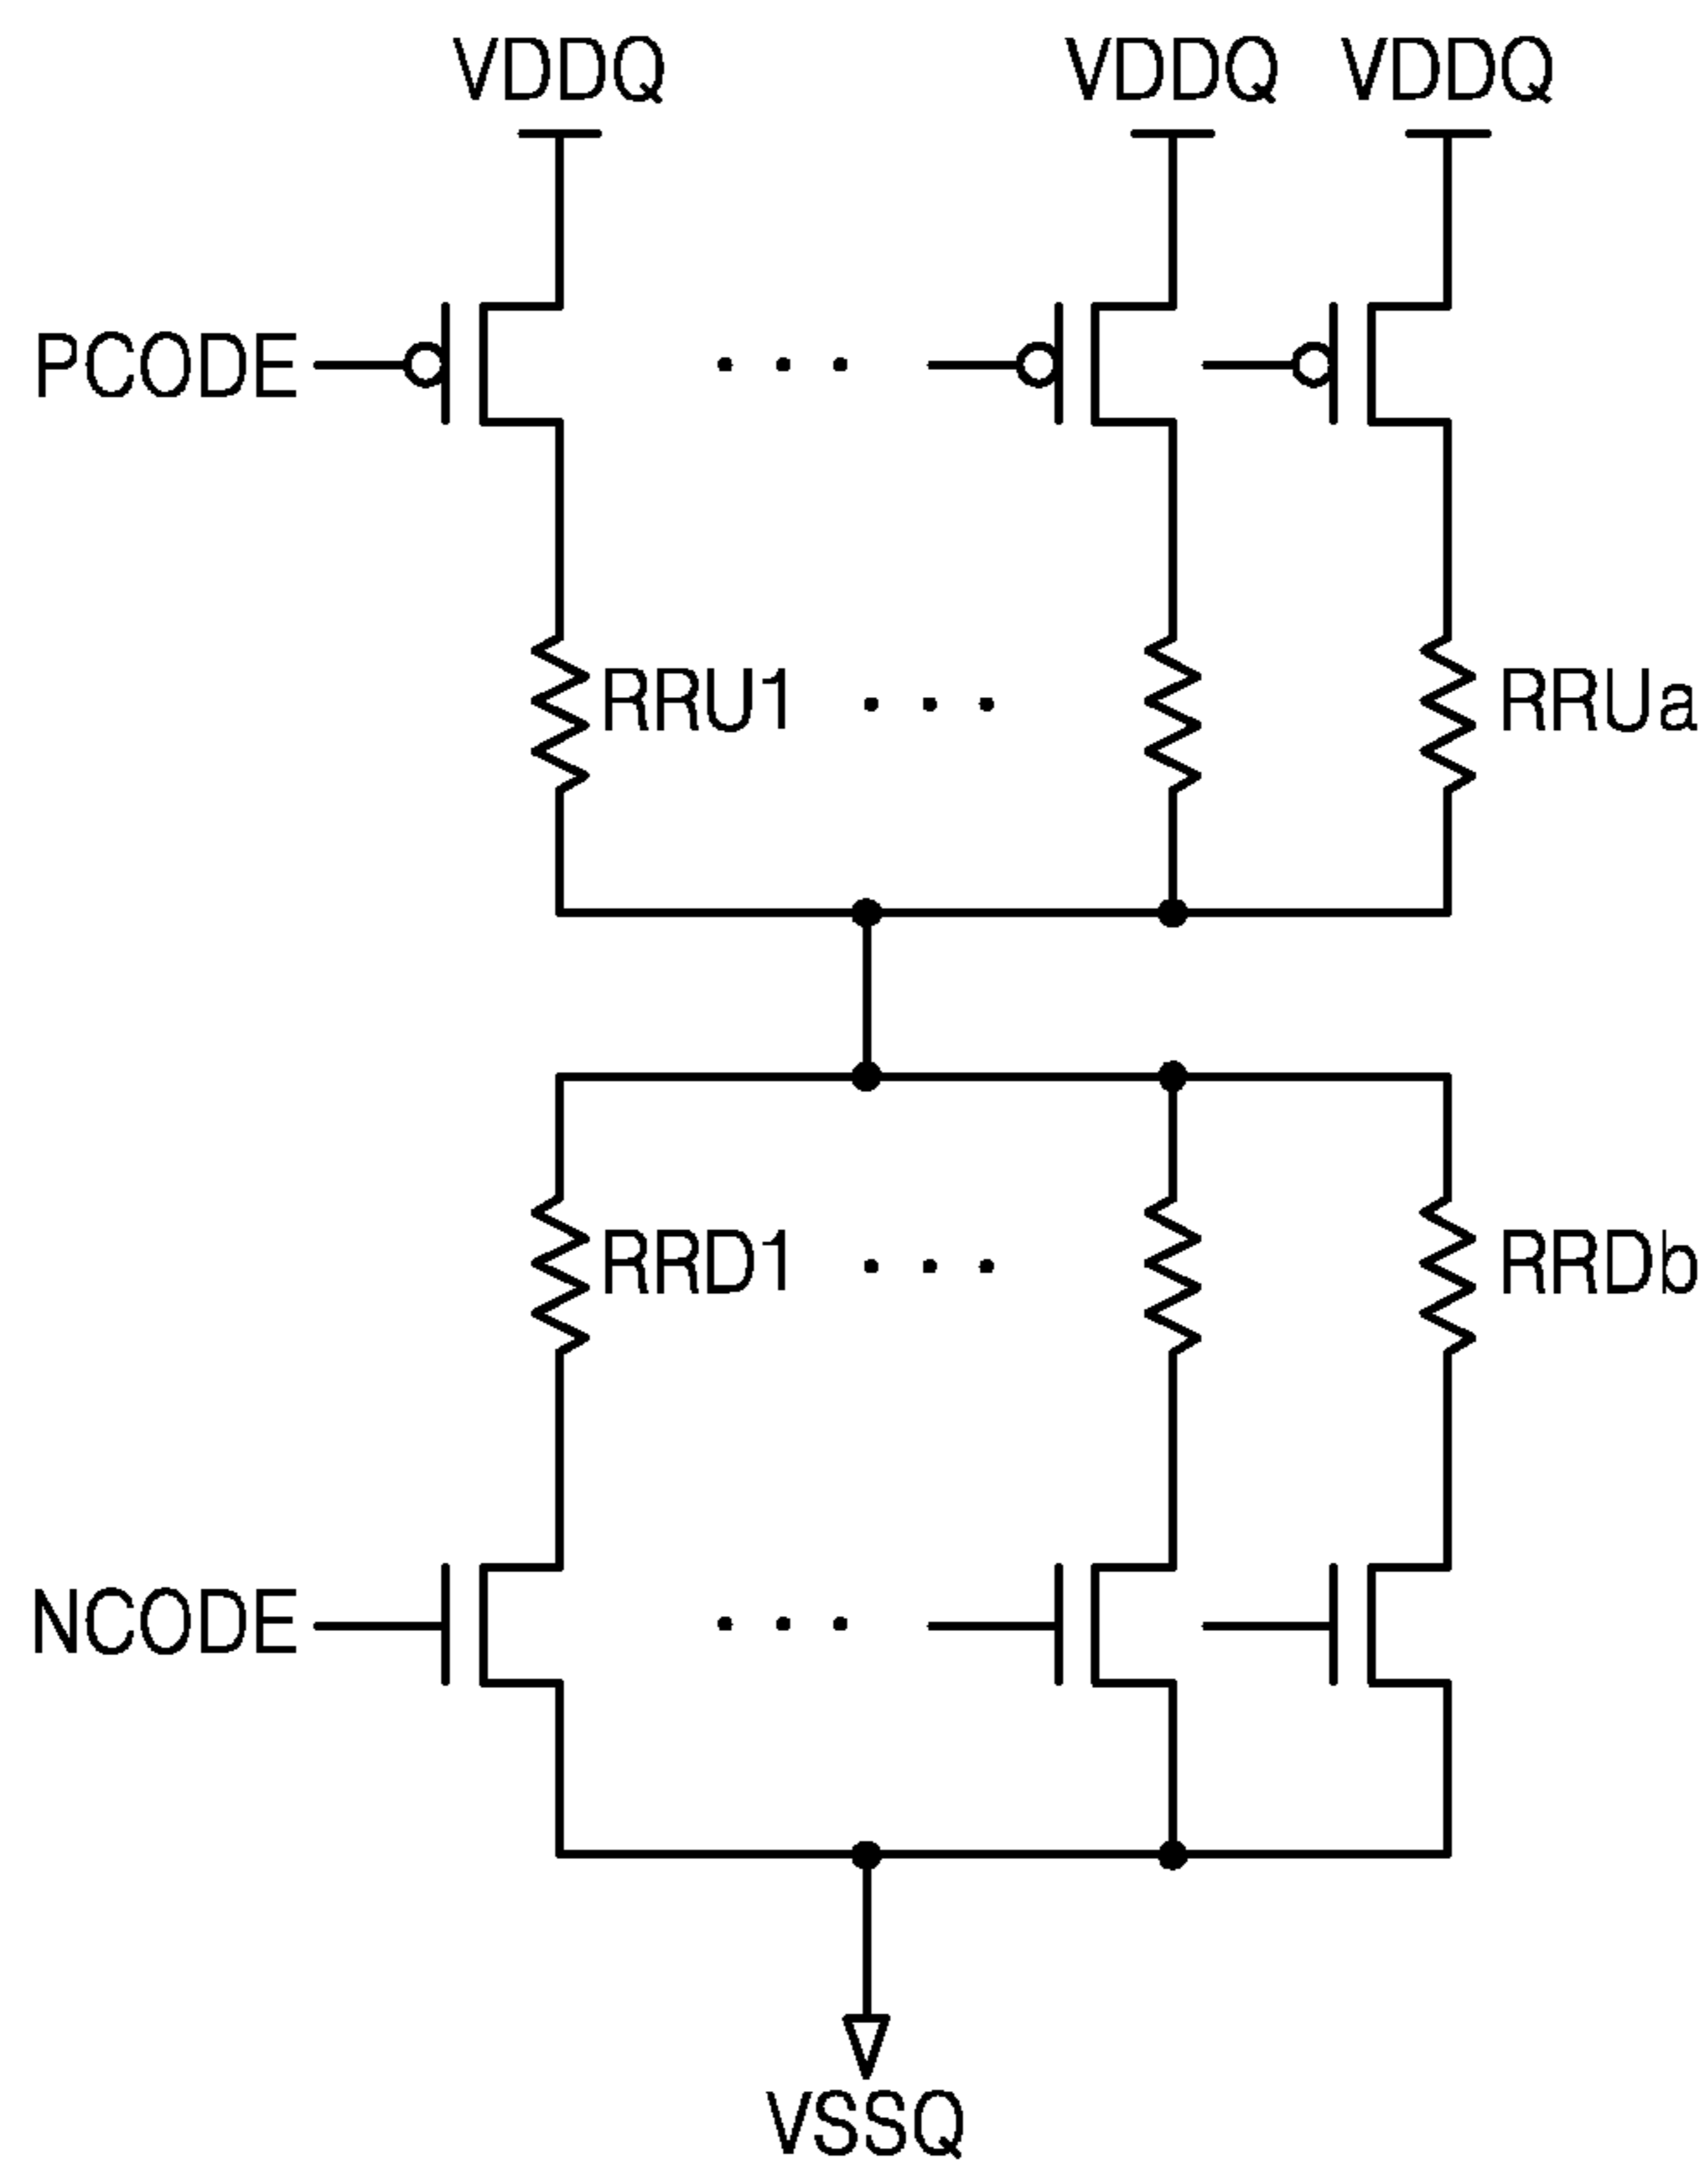 VDDQ VDDQ VDDQ
PCODE
RRU1 RRUa
RRD1 RRDb
NCODE
VSSQ